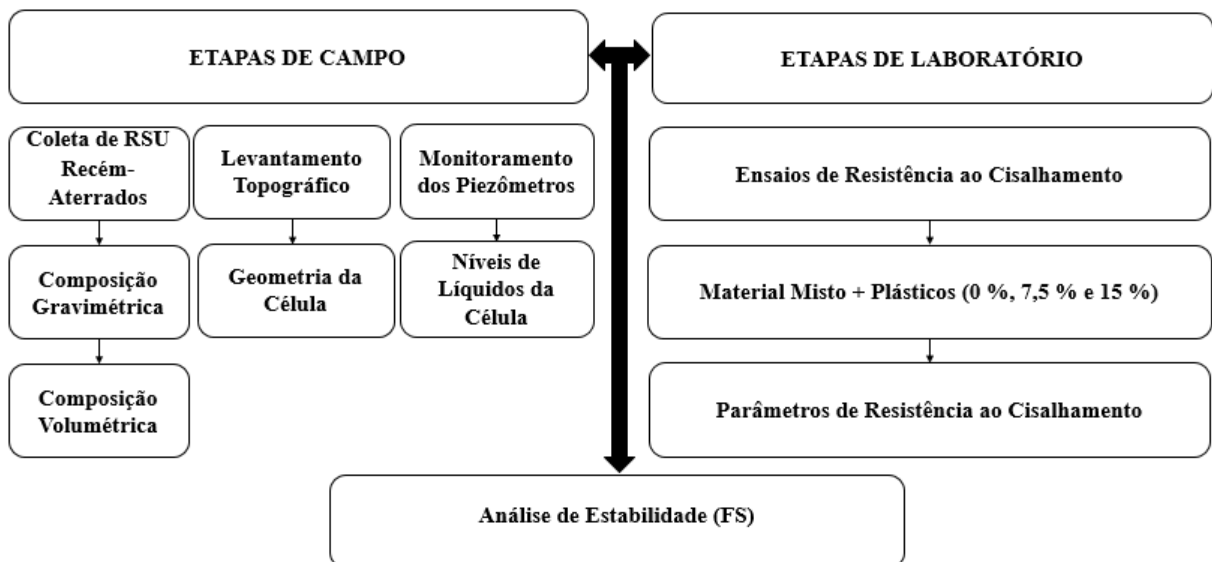 ETAPAS DE CAMPO
ETAPAS DE LABORATÓRIO
Coleta de RSU
Recém-
Aterrados
Levantamento
Topográfico
Monitoramento
dos Piezômetros
Ensaios de Resistência ao Cisalhamento
Composição
Gravimétrica
Geometria da
Célula
Níveis de
Líquidos da
Célula
Material Misto + Plásticos (0 %, 7,5 % e 15 %)
Composição
Volumétrica
Parâmetros de Resistência ao Cisalhamento
Análise de Estabilidade (FS)